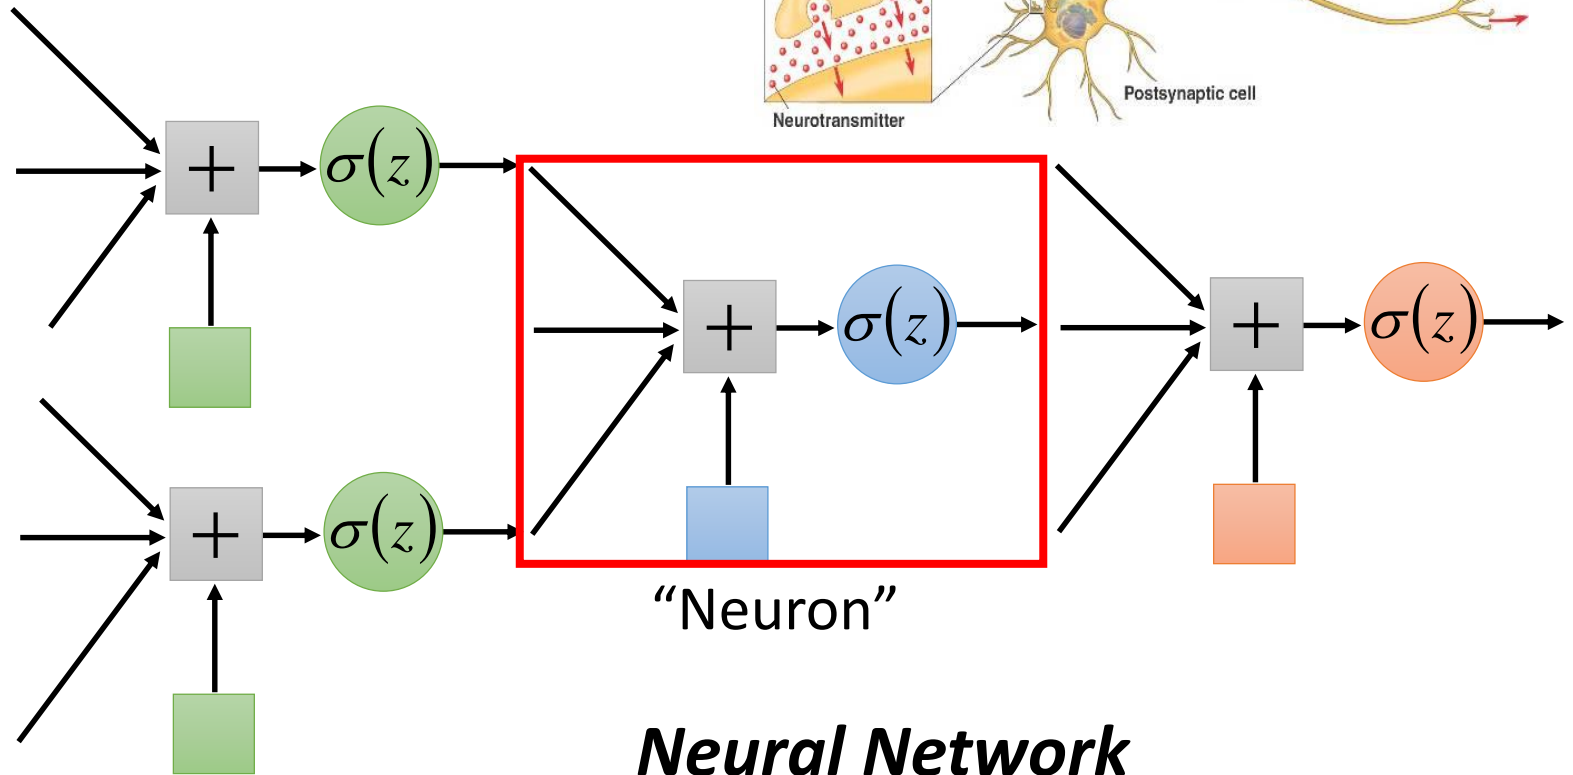 Neurotransmitter
Postsynaptic cell
+
σ(z)
+
σ(z)
+
σ(z)
+
σ(z)
“Neuron”
Neural Network